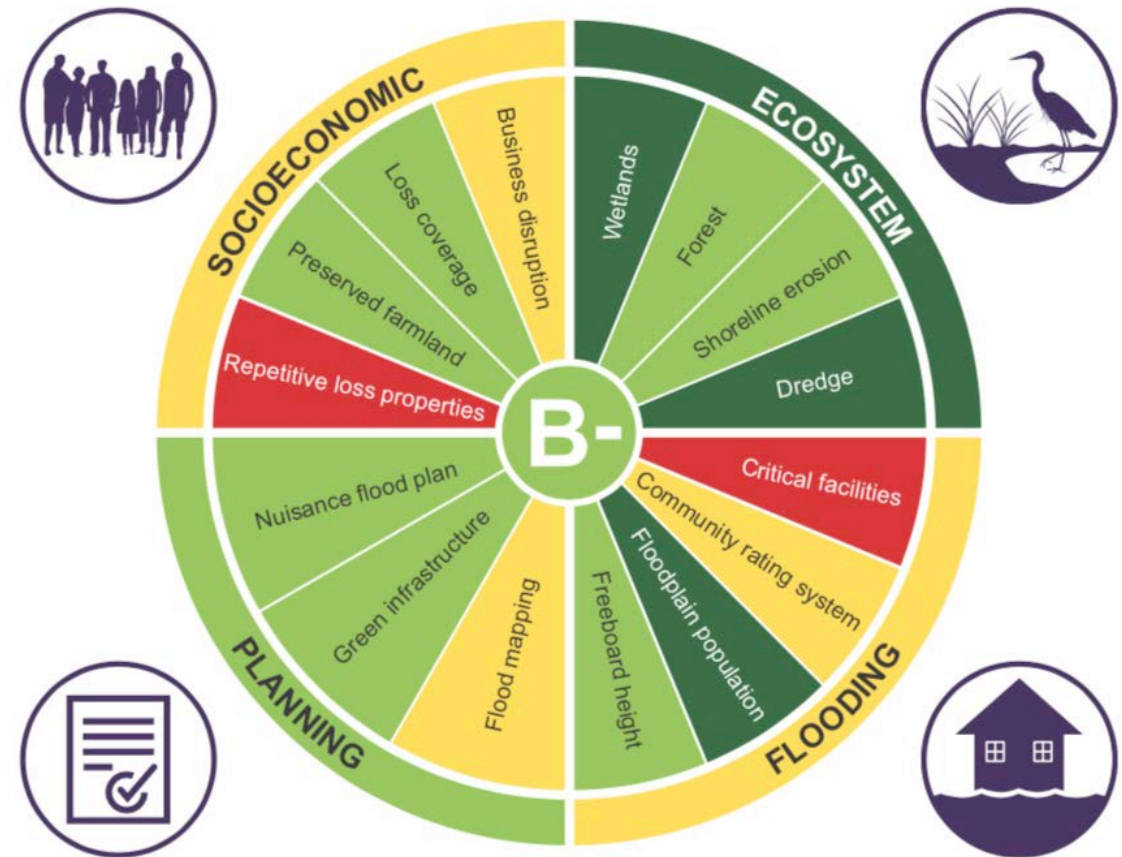 SOCIOECONOMIC
ECOSYSTEM
Business disruption
Loss coverage
Preserved farmland
Repetitive loss properties
Wetlands
Forest
Shoreline erosion
Dredge
B-
Nuisance flood plan
Green infrastructure
Flood mapping
Critical facilities
Community rating system
Floodplain population
Freeboard height
PLANNING
FLOODING